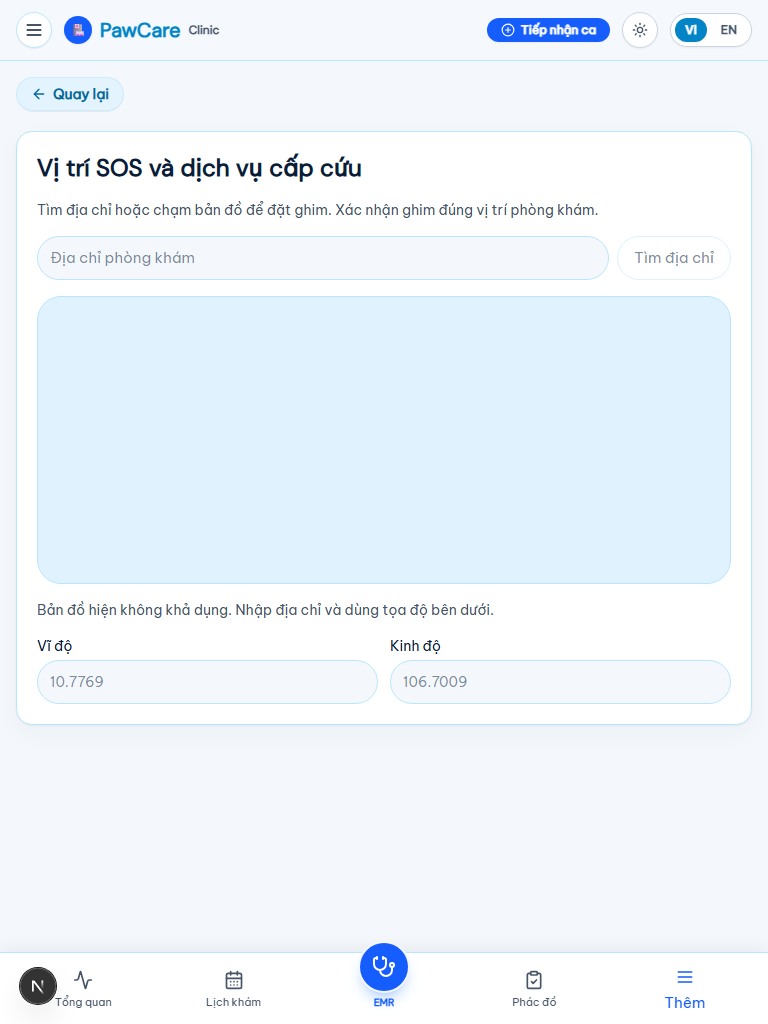 PawCare Clinic
Tiếp nhận ca
VI EN
Quay lại
Vị trí SOS và dịch vụ cấp cứu
Tìm địa chỉ hoặc chạm bản đồ để đặt ghim. Xác nhận ghim đúng vị trí phòng khám.
Địa chỉ phòng khám
Tìm địa chỉ
Bản đồ hiện không khả dụng. Nhập địa chỉ và dùng tọa độ bên dưới.
Vĩ độ
Kinh độ
10.7769
106.7009
N
Tổng quan
Lịch khám
EMR
Phác đồ
Thêm